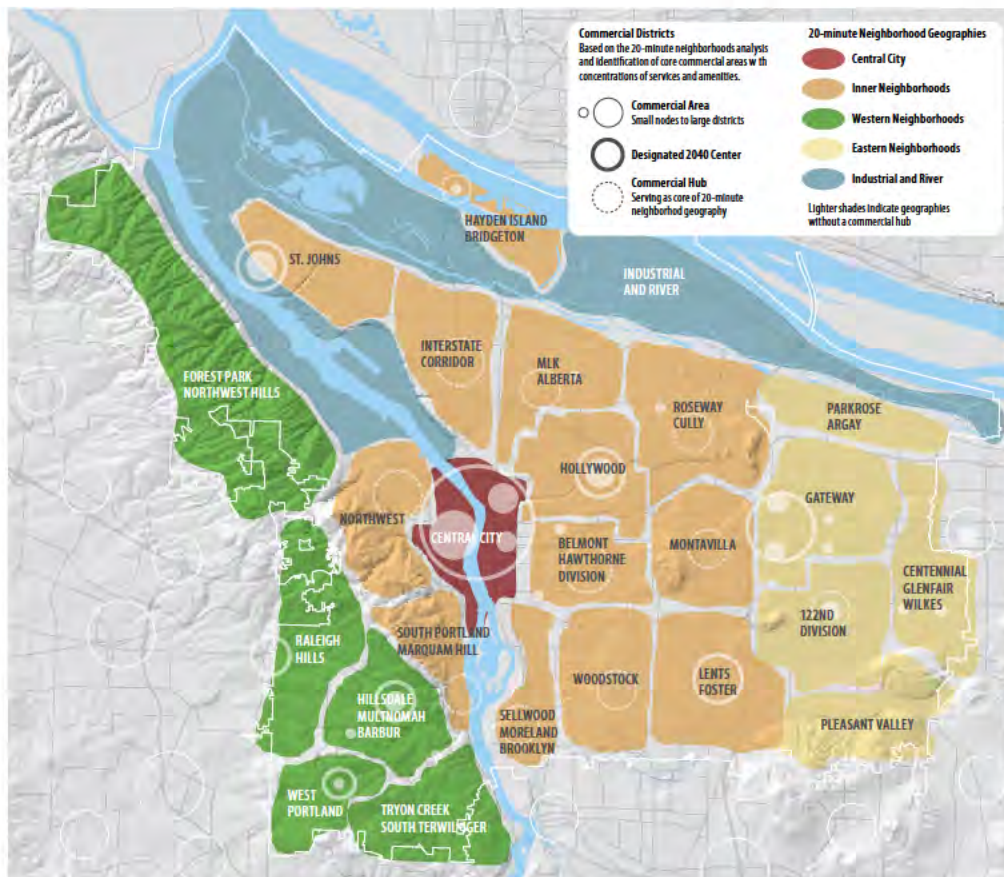 Commercial Districts
Based on the 20-minute neighborhoods analysis
and identification of core commercial areas with
concentrations of services and amenities.
Commercial Area
Small nodes to large districts
Designated 2040 Center
Commercial Hub
Serving as core of 20-minute
neighborhod geography
20-minute Neighborhood Geographies
Central City
Inner Neighborhoods
Western Neighborhoods
Eastern Neighborhoods
Industrial and River
Lighter shades indicate geographies
without a commercial hub
HAYDEN ISLAND
BRIDGETON
ST. JOHNS
INDUSTRIAL
AND RIVER
INTERSTATE
CORRIDOR
MLK
ALBERTA
FOREST PARK
NORTHWEST HILLS
ROSEWAY
CULLY
PARKROSE
ARGAY
HOLLYWOOD
GATEWAY
NORTHWEST
CENTRAL CITY
BELMONT
HAWTHORNE
DIVISION
MONTAVILLA
CENTENNIAL
GLENFAIR
WILKES
122ND
DIVISION
SOUTH PORTLAND
MARQUAM HILL
RALEIGH
HILLS
WOODSTOCK
LENTS
FOSTER
HILLSDALE
MULTNOMAH
BARBUR
SELLWOOD
MORELAND
BROOKLYN
PLEASANT VALLEY
WEST
PORTLAND
TRYON CREEK
SOUTH TERWILLIGER